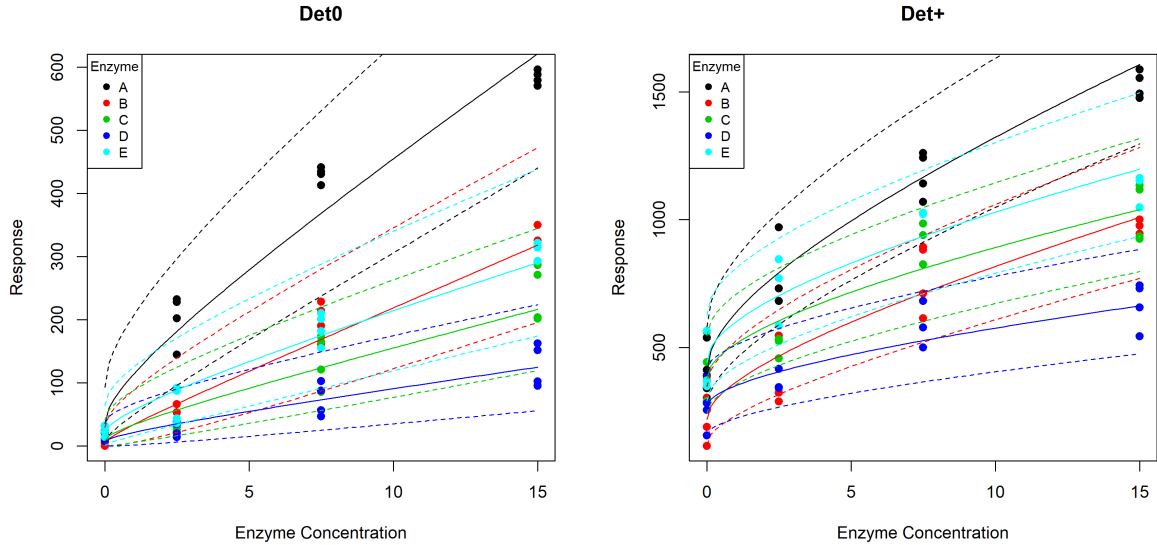 Det0
Enzyme
A
B
C
D
E
Response
0
100
200
300
400
500
600
0
5
10
15
Enzyme Concentration
Det+
Enzyme
A
B
C
D
E
Response
500
1000
1500
0
5
10
15
Enzyme Concentration